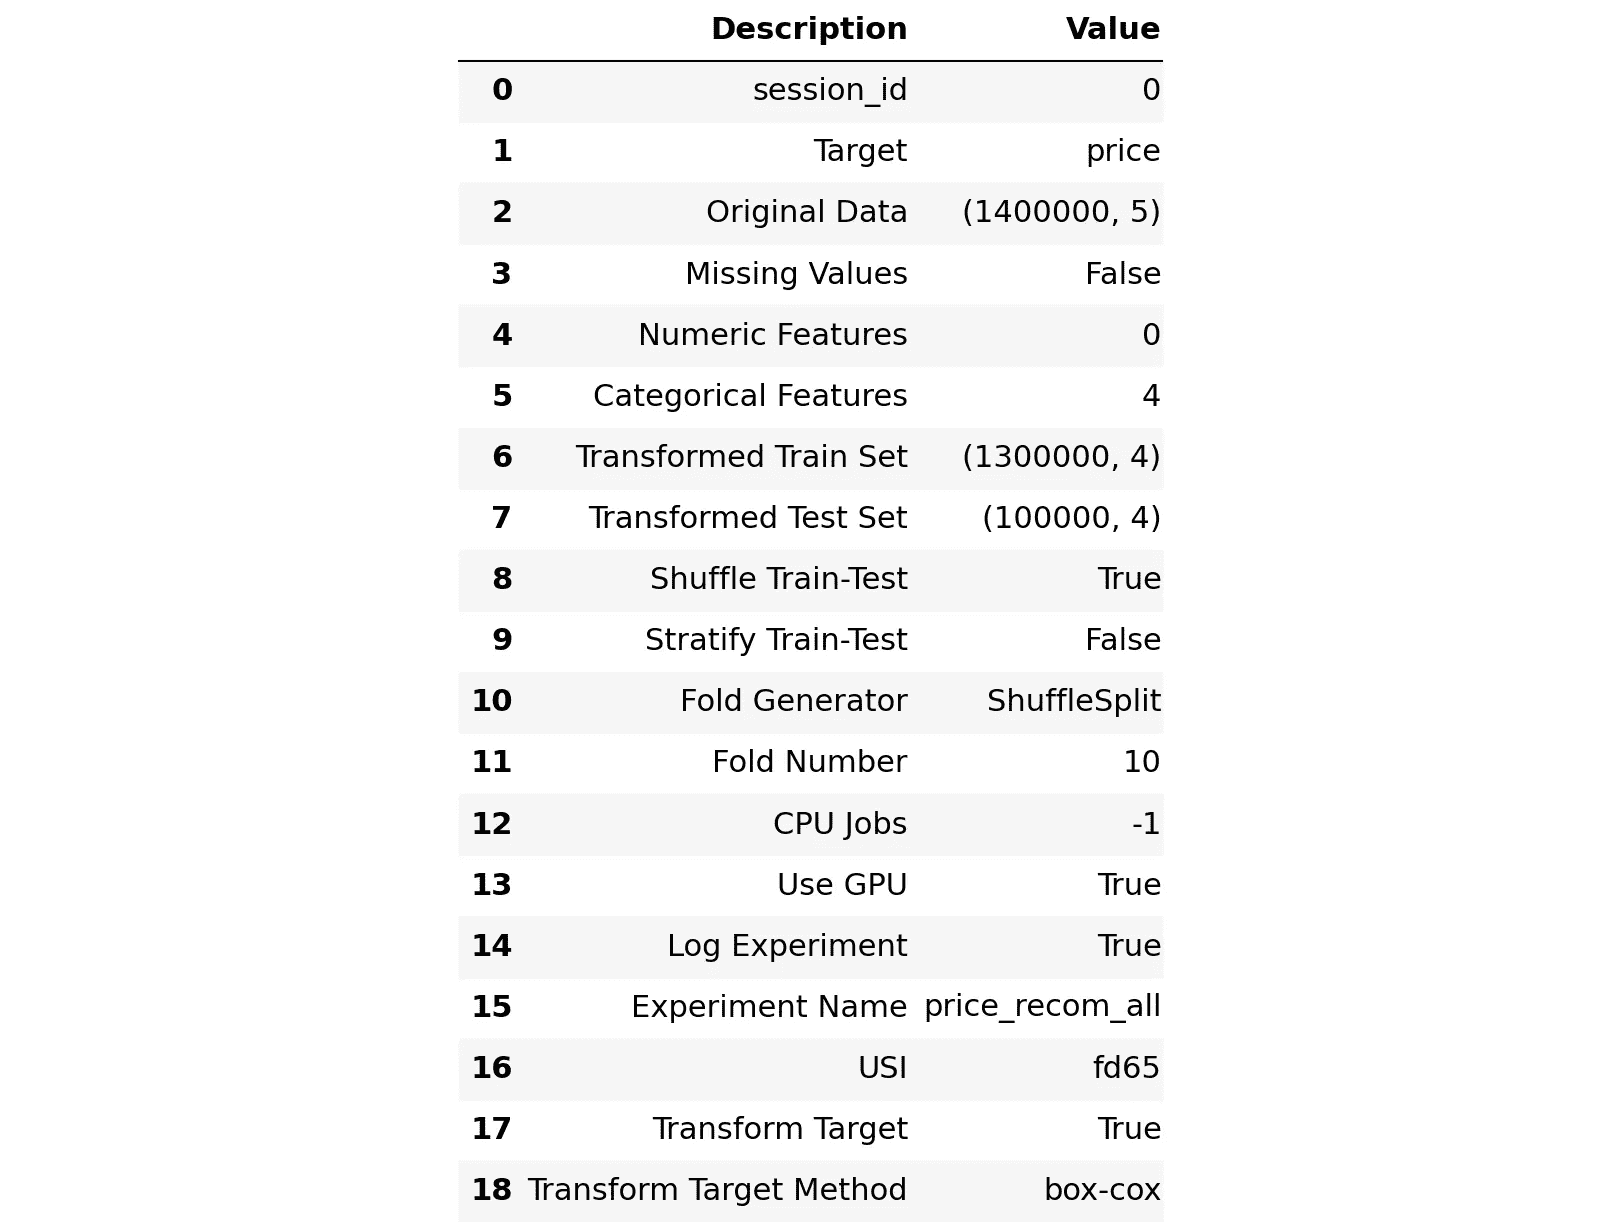 Description Value
0 session_id 0
1 Target price
2 Original Data (1400000, 5)
3 Missing Values False
4 Numeric Features 0
5 Categorical Features 4
6 Transformed Train Set (1300000, 4)
7 Transformed Test Set (100000, 4)
8 Shuffle Train-Test True
9 Stratify Train-Test False
10 Fold Generator ShuffleSplit
11 Fold Number 10
12 CPU Jobs -1
13 Use GPU True
14 Log Experiment True
15 Experiment Name price_recom_all
16 USI fd65
17 Transform Target True
18 Transform Target Method box-cox